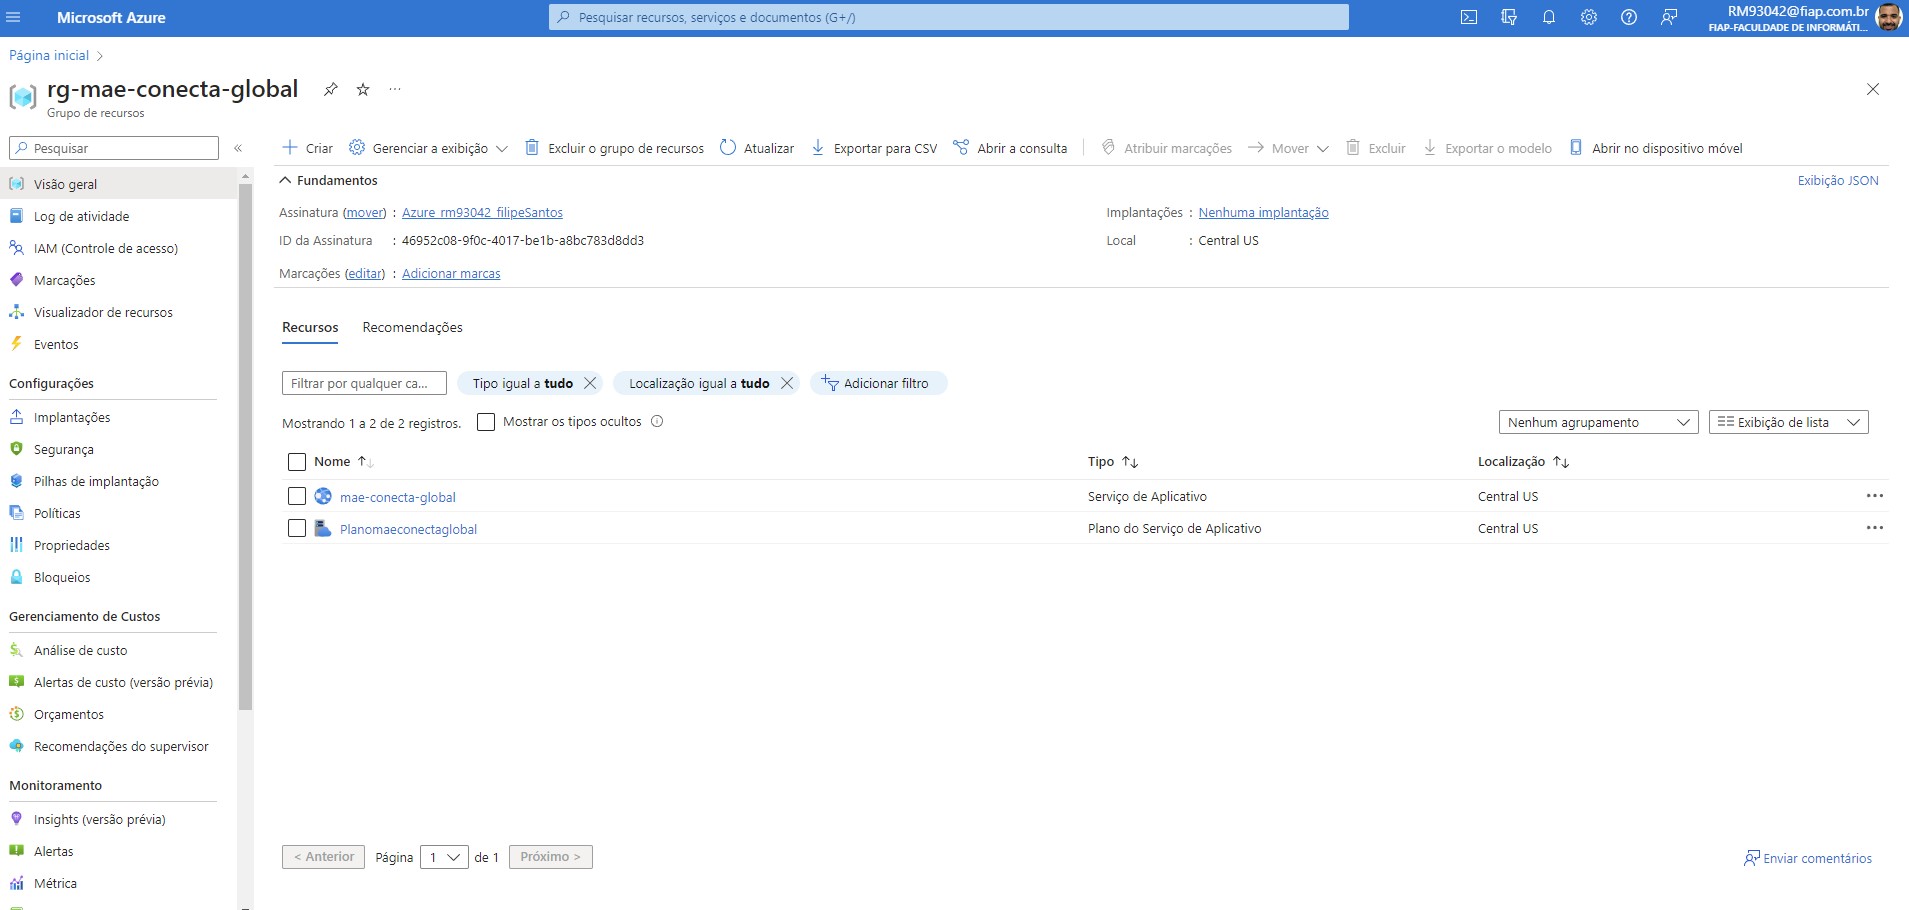 Microsoft Azure
Pesquisar recursos, serviços e documentos (G+/)
RM93042@fiap.com.br
FIAP-FACULDADE DE INFORMÁTI...
Página inicial
rg-mae-conecta-global
...
Grupo de recursos
Pesquisar
«
Criar
Gerenciar a exibição
Excluir o grupo de recursos
Atualizar
Exportar para CSV
Abrir a consulta
Atribuir marcações
Mover
Excluir
Exportar o modelo
Abrir no dispositivo móvel
Visão geral
Log de atividade
IAM (Controle de acesso)
Marcações
Visualizador de recursos
Eventos
Configurações
Implantações
Segurança
Pilhas de implantação
Políticas
Propriedades
Bloqueios
Gerenciamento de Custos
Análise de custo
Alertas de custo (versão prévia)
Orçamentos
Recomendações do supervisor
Monitoramento
Insights (versão prévia)
Alertas
Métrica
Fundamentos
Exibição JSON
Assinatura (mover) : Azure_rm93042_filipeSantos
ID da Assinatura : 46952c08-9f0c-4017-be1b-a8bc783d8dd3
Marcações (editar) : Adicionar marcas
Implantações : Nenhuma implantação
Local : Central US
Recursos Recomendações
Filtrar por qualquer ca...
Tipo igual a tudo
Localização igual a tudo
Adicionar filtro
Mostrando 1 a 2 de 2 registros.
Mostrar os tipos ocultos
Nenhum agrupamento
Exibição de lista
Nome Tipo Localização
mae-conecta-global Serviço de Aplicativo Central US ...
Planomaeconectaglobal Plano do Serviço de Aplicativo Central US ...
< Anterior Página 1 de 1 Próximo >
Enviar comentários